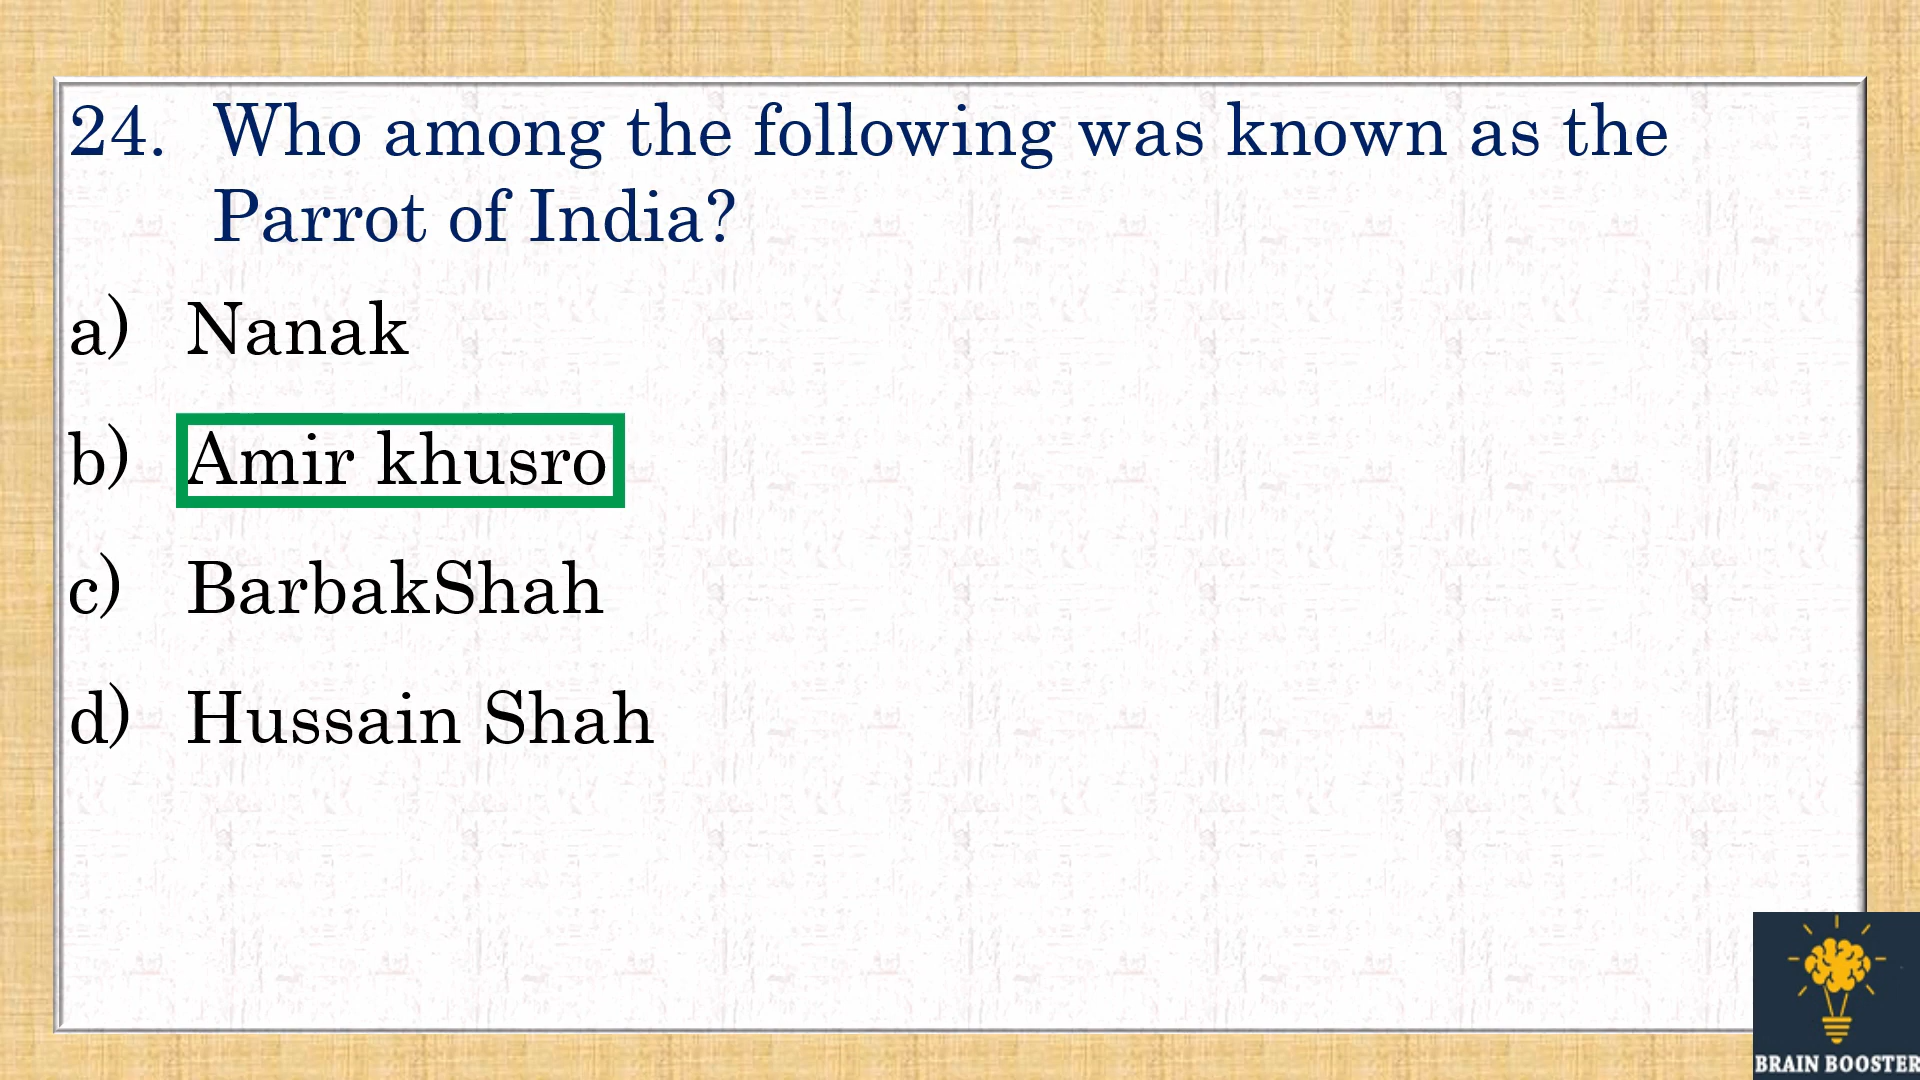 24. Who among the following was known as the
Parrot of India?
a) Nanak
b) Amir khusro
c) BarbakShah
d) Hussain Shah
BRAIN BOOSTER